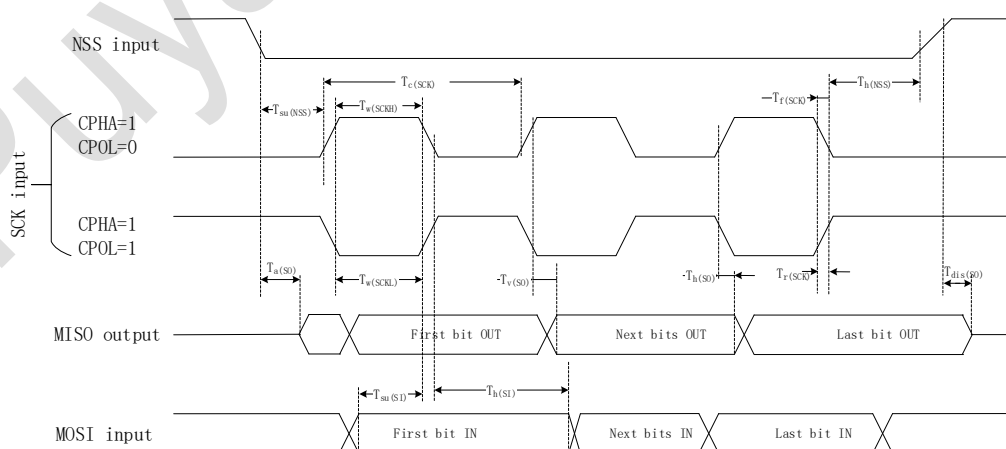 NSS input
Tc(SCK)
Th(NSS)
Tsu(NSS)
Tw(SCKH)
Tf(SCK)
SCK input
CPHA=1
CPOL=0
CPHA=1
CPOL=1
Ta(SO)
Tw(SCKL)
Tv(SO)
Th(SO)
Tr(SCK)
Tdis(SO)
MISO output
First bit OUT
Next bits OUT
Last bit OUT
Tsu(SI)
Th(SI)
MOSI input
First bit IN
Next bits IN
Last bit IN